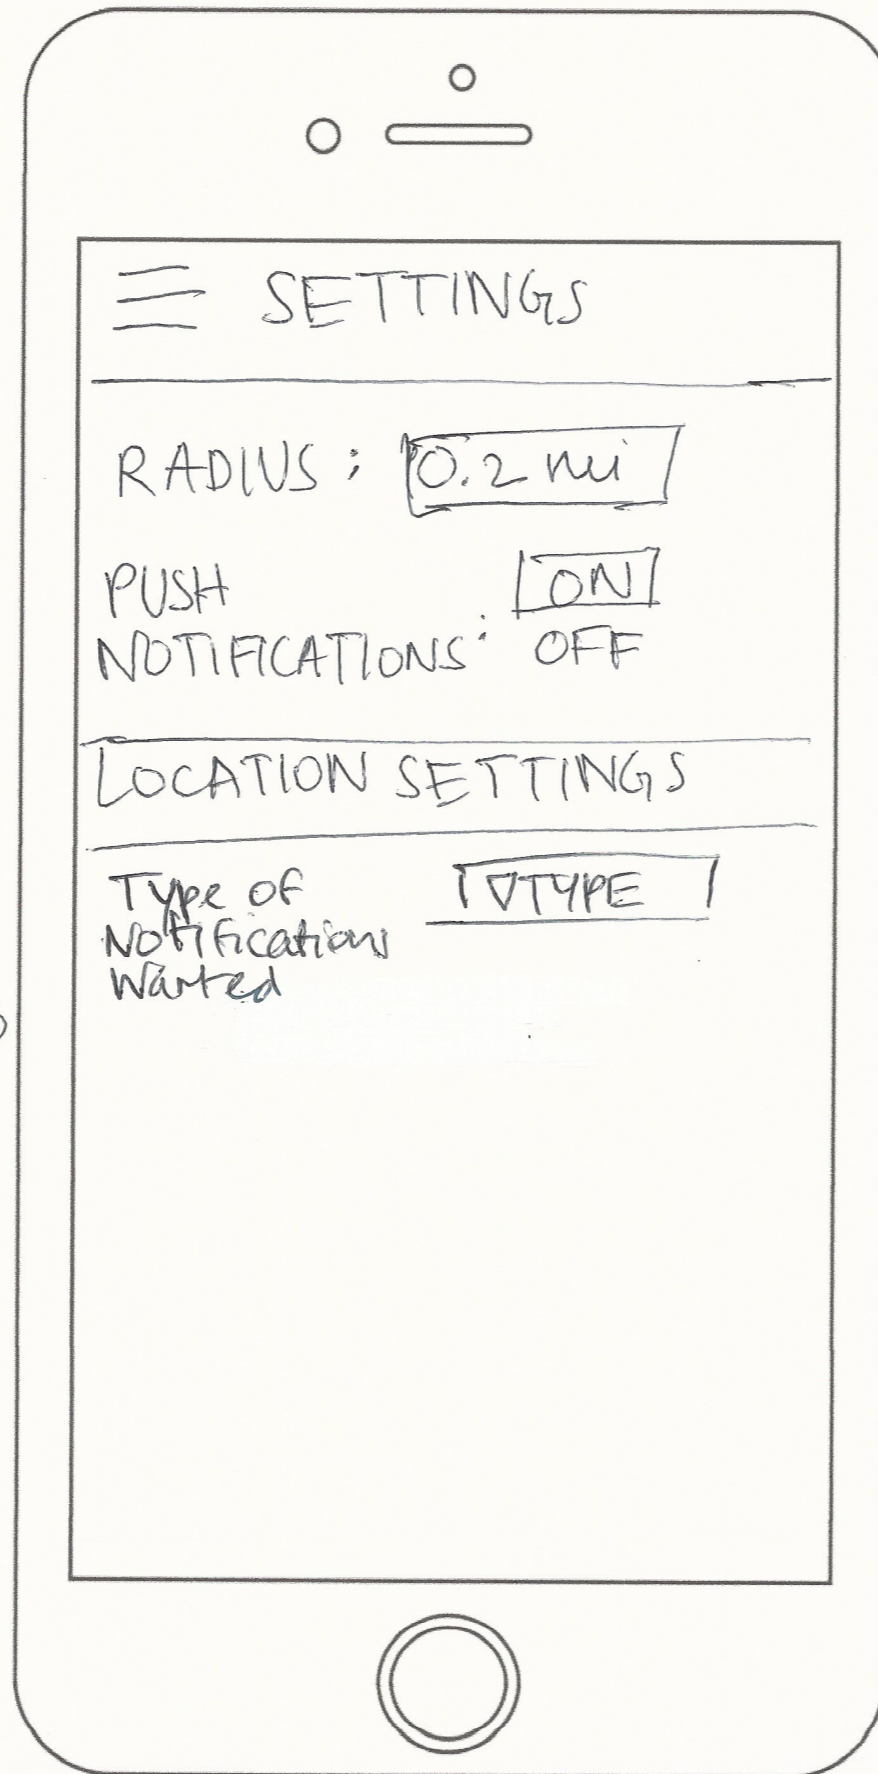 SETTINGS
RADIUS: 0.2 mi
PUSH ON
NOTIFICATIONS: OFF
LOCATION SETTINGS
Type of ▽TYPE
Notifications
Wanted